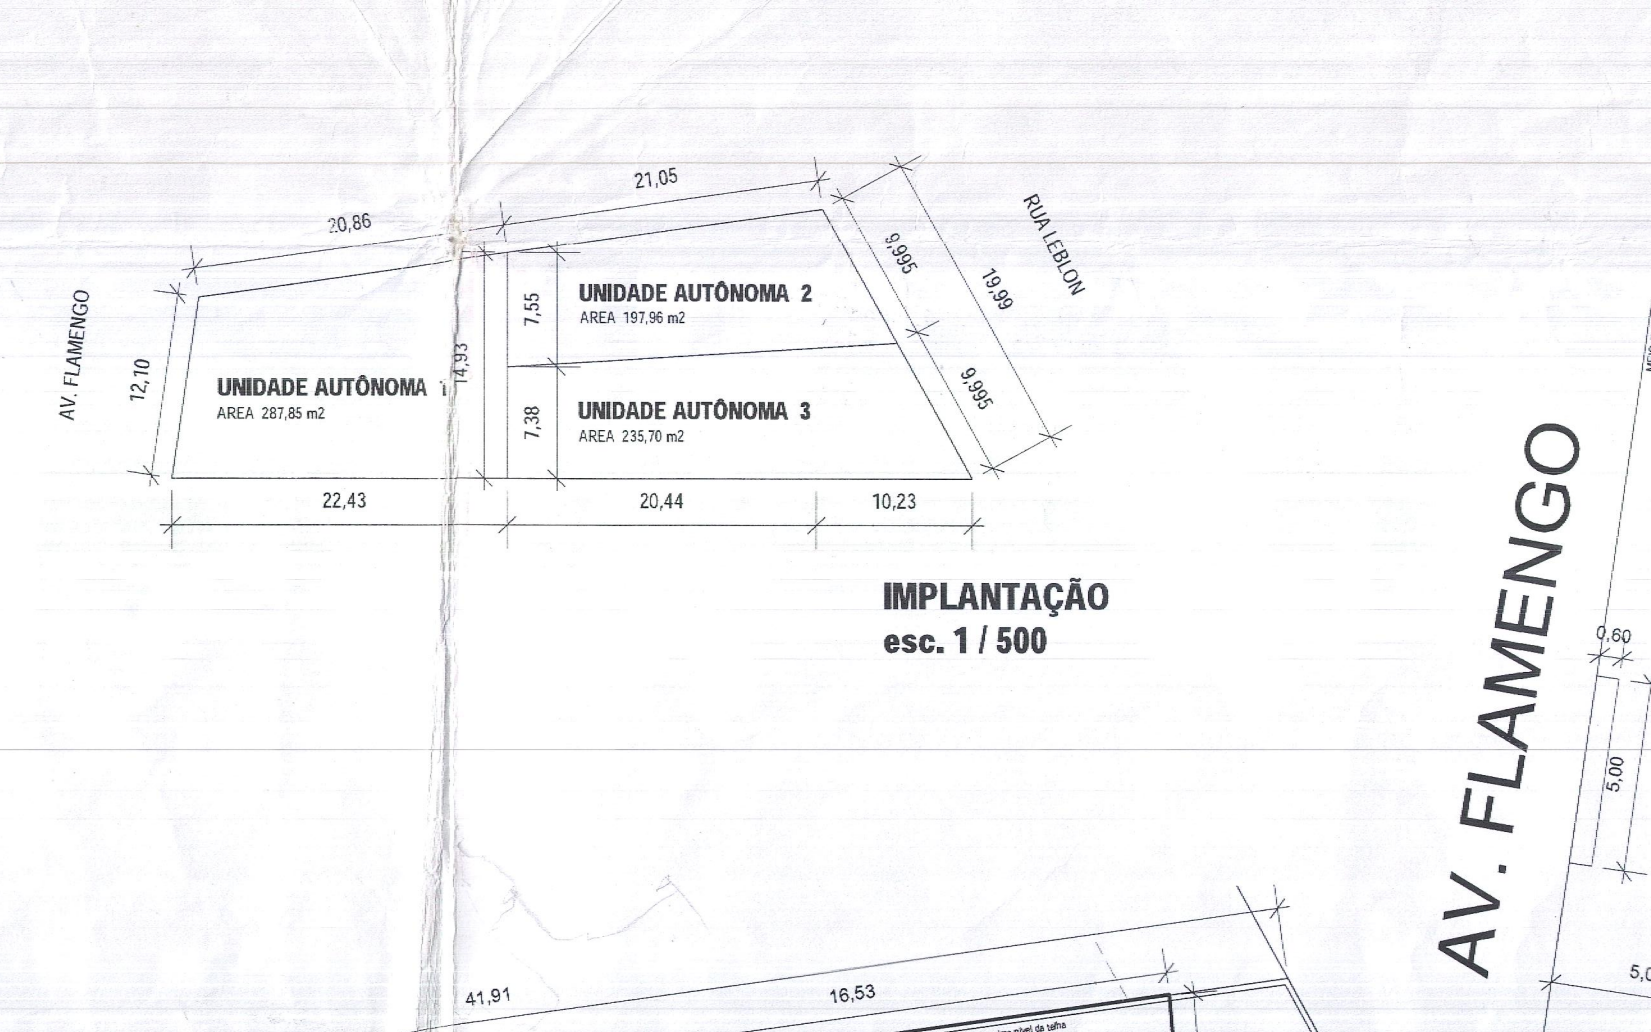 21,05
20,86
RUA LEBLON
9,995
19,99
AV. FLAMENGO
UNIDADE AUTÔNOMA 2
AREA 197,96 m2
7,55
14,93
12,10
UNIDADE AUTÔNOMA 1
AREA 287,85 m2
9,995
UNIDADE AUTÔNOMA 3
AREA 235,70 m2
7,38
22,43
20,44
10,23
IMPLANTAÇÃO
esc. 1 / 500
AV. FLAMENGO
0,60
5,00
41,91
16,53
nível da telha